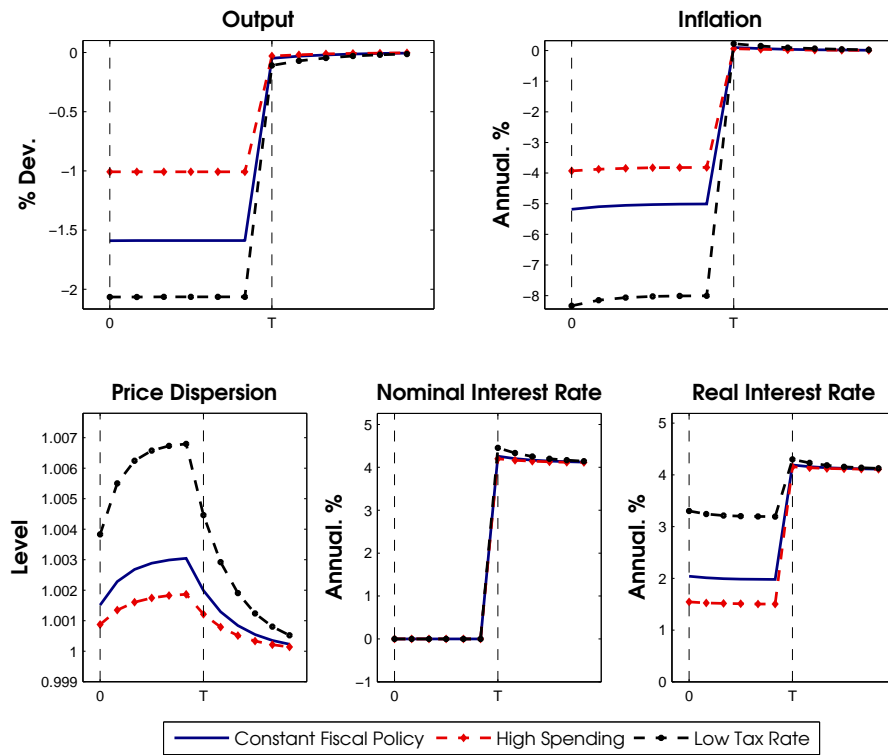 Output
Inflation
% Dev.
0
−0.5
−1
−1.5
−2
0
T
Annual. %
0
−1
−2
−3
−4
−5
−6
−7
−8
0
T
Price Dispersion
Nominal Interest Rate
Real Interest Rate
Level
1.007
1.006
1.005
1.004
1.003
1.002
1.001
1
0.999
0
T
Annual. %
5
4
3
2
1
0
−1
0
T
Annual. %
5
4
3
2
1
0
0
T
Constant Fiscal Policy
High Spending
Low Tax Rate